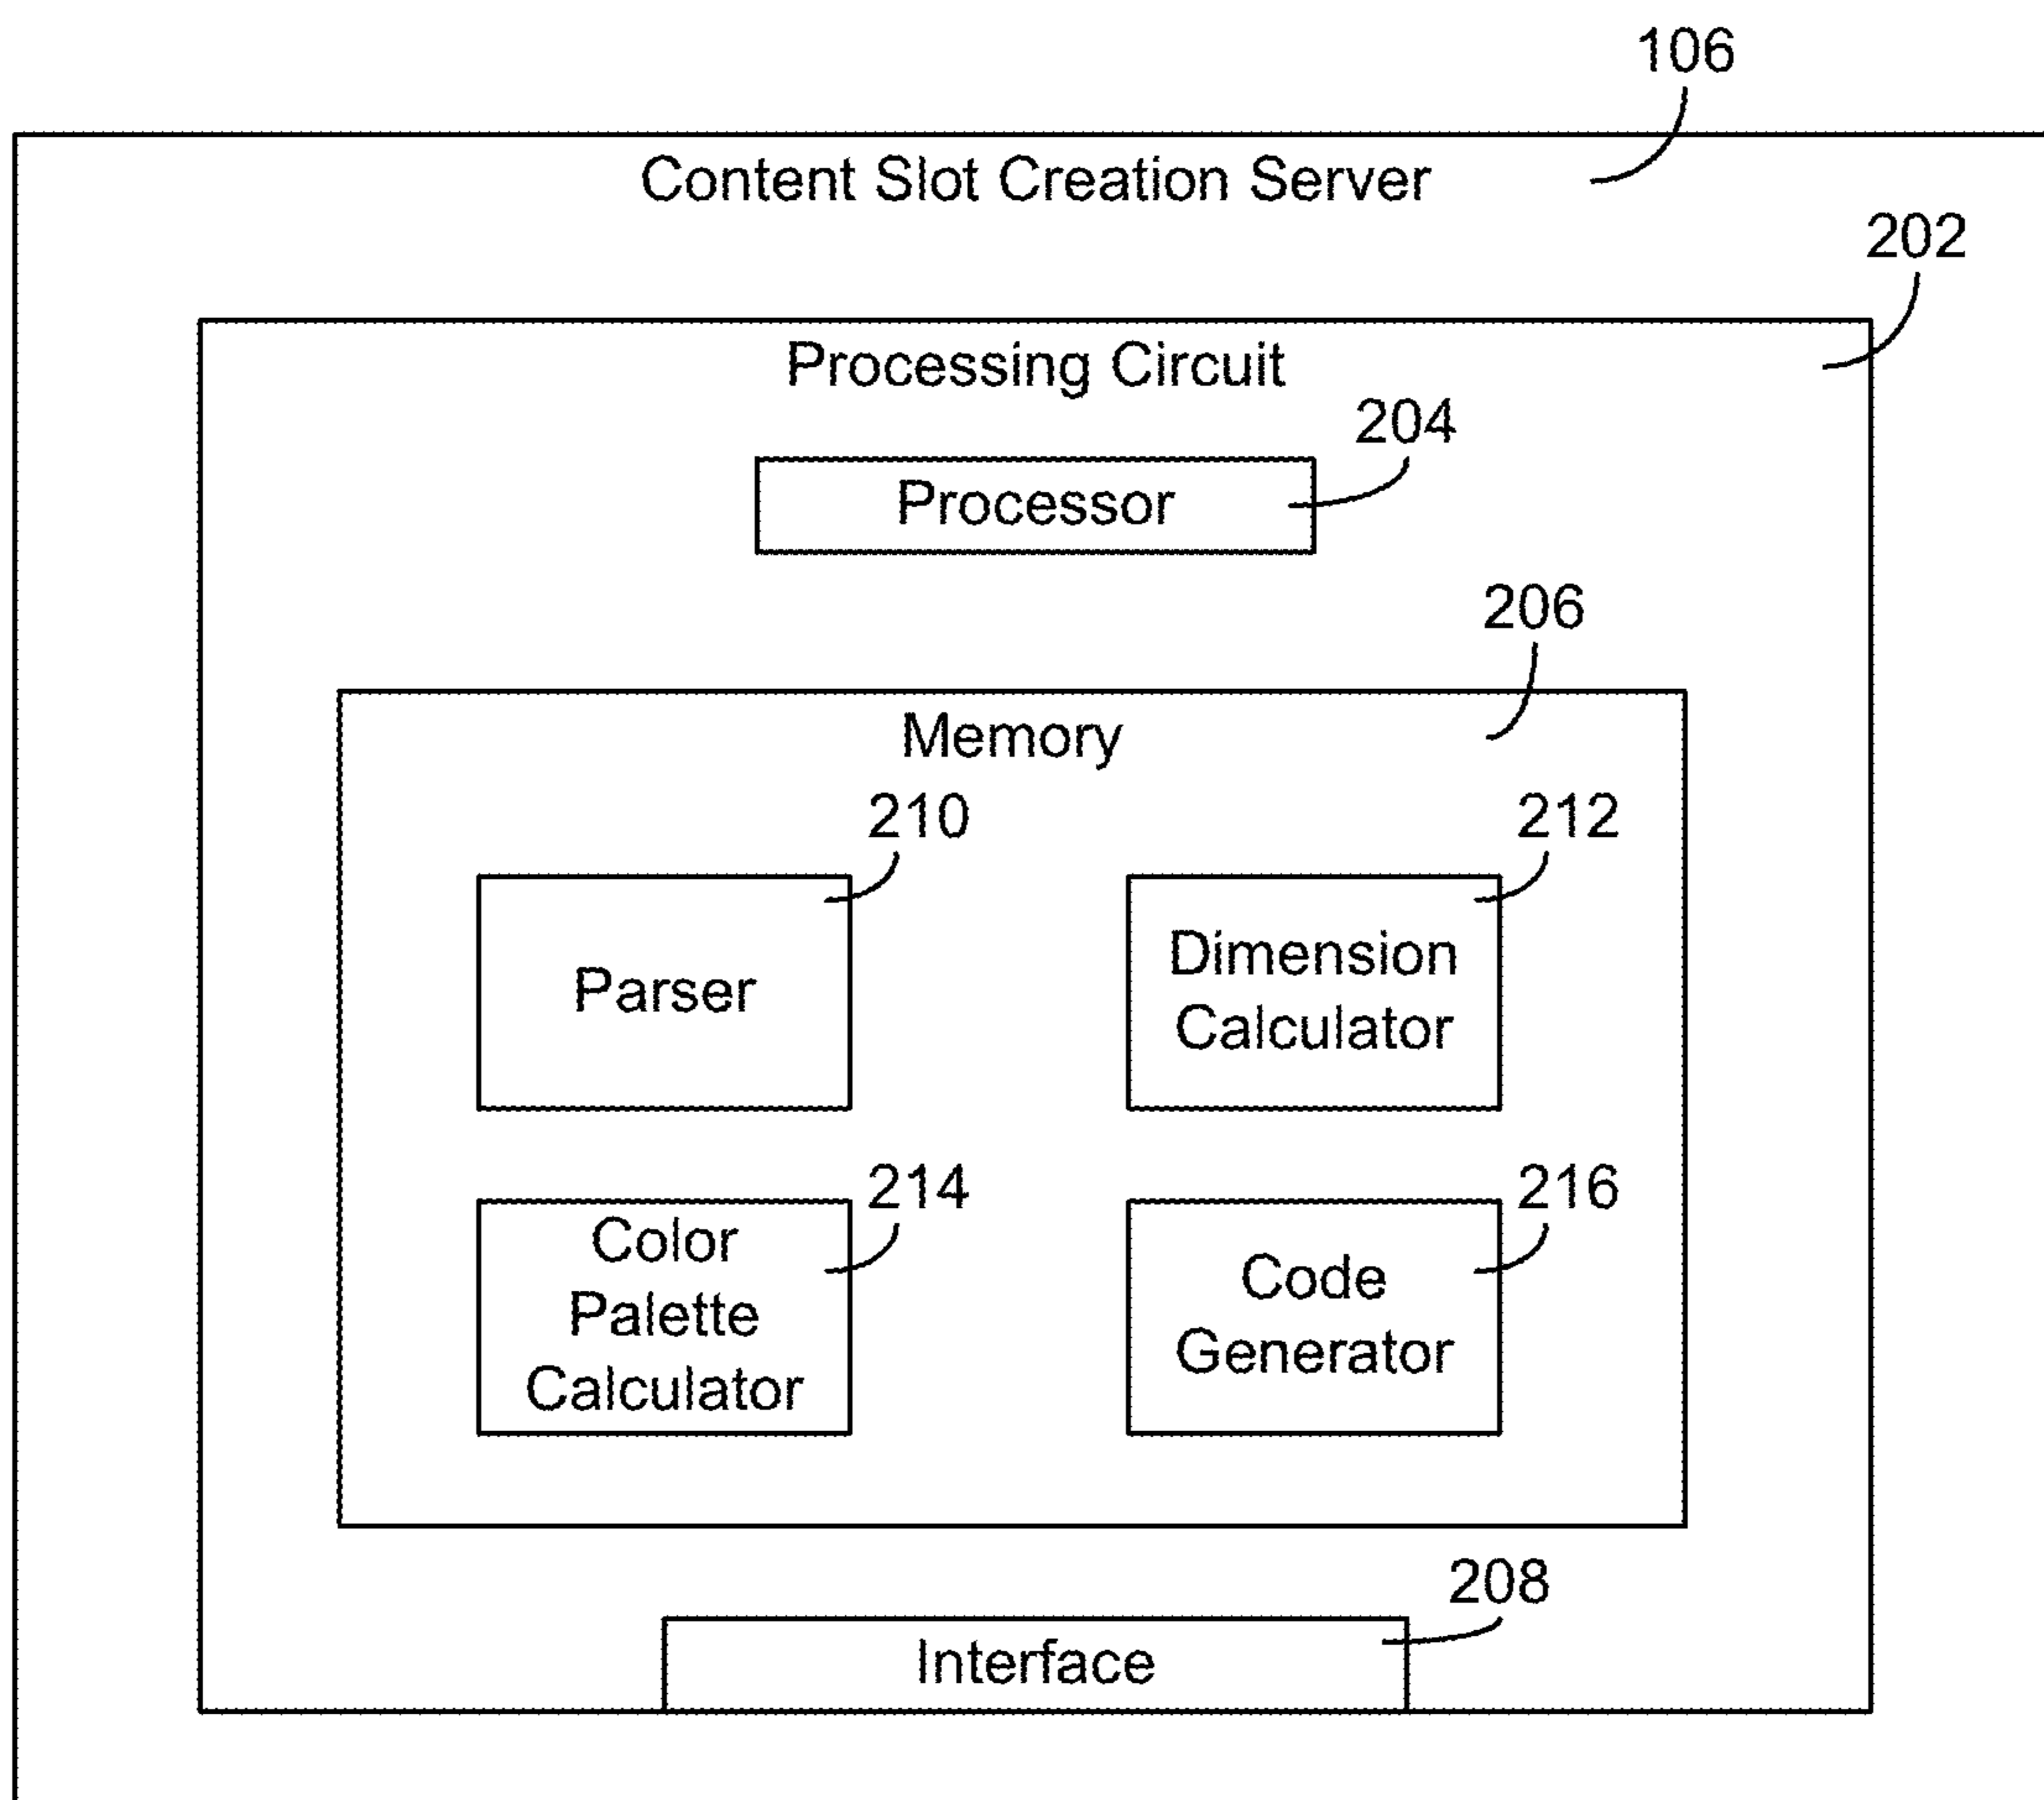 106
Content Slot Creation Server
202
Processing Circuit
204
Processor
206
Memory
210
212
Parser
Dimension
Calculator
214
216
Color
Palette
Calculator
Code
Generator
208
Interface